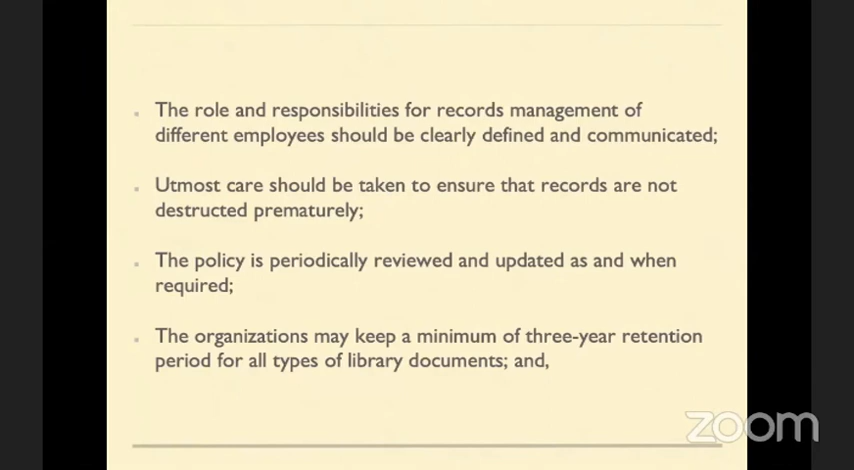 The role and responsibilities for records management of
different employees should be clearly defined and communicated;
Utmost care should be taken to ensure that records are not
destructed prematurely;
The policy is periodically reviewed and updated as and when
required;
The organizations may keep a minimum of three-year retention
period for all types of library documents; and,
zoom